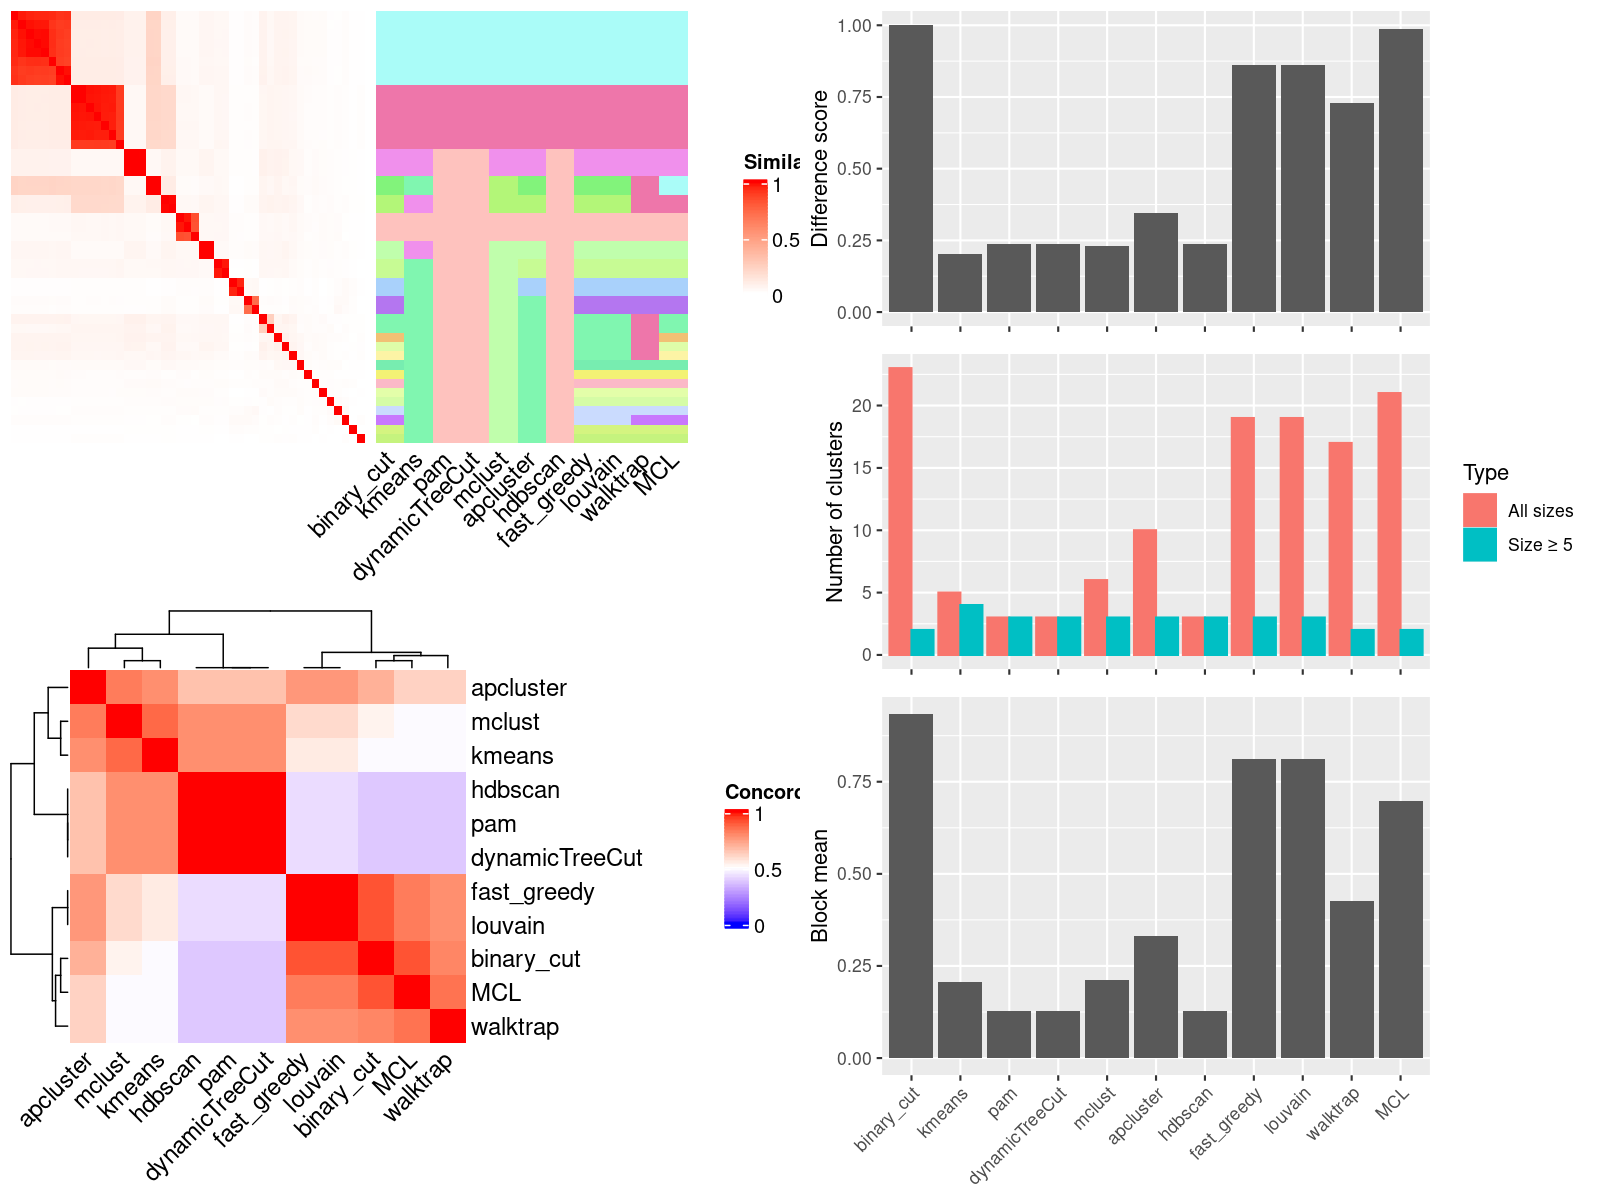 Simila
1
0.5
0
binary_cut
kmeans
pam
dynamicTreeCut
mclust
apcluster
hdbscan
fast_greedy
louvain
walktrap
MCL
apcluster
mclust
kmeans
hdbscan
pam
dynamicTreeCut
fast_greedy
louvain
binary_cut
MCL
walktrap
Concord
1
0.5
0
apcluster
mclust
kmeans
hdbscan
pam
dynamicTreeCut
fast_greedy
louvain
binary_cut
MCL
walktrap
Difference score
1.00
0.75
0.50
0.25
0.00
Number of clusters
20
15
10
5
0
Type
All sizes
Size ≥ 5
Block mean
0.75
0.50
0.25
0.00
binary_cut
kmeans
pam
dynamicTreeCut
mclust
apcluster
hdbscan
fast_greedy
louvain
walktrap
MCL